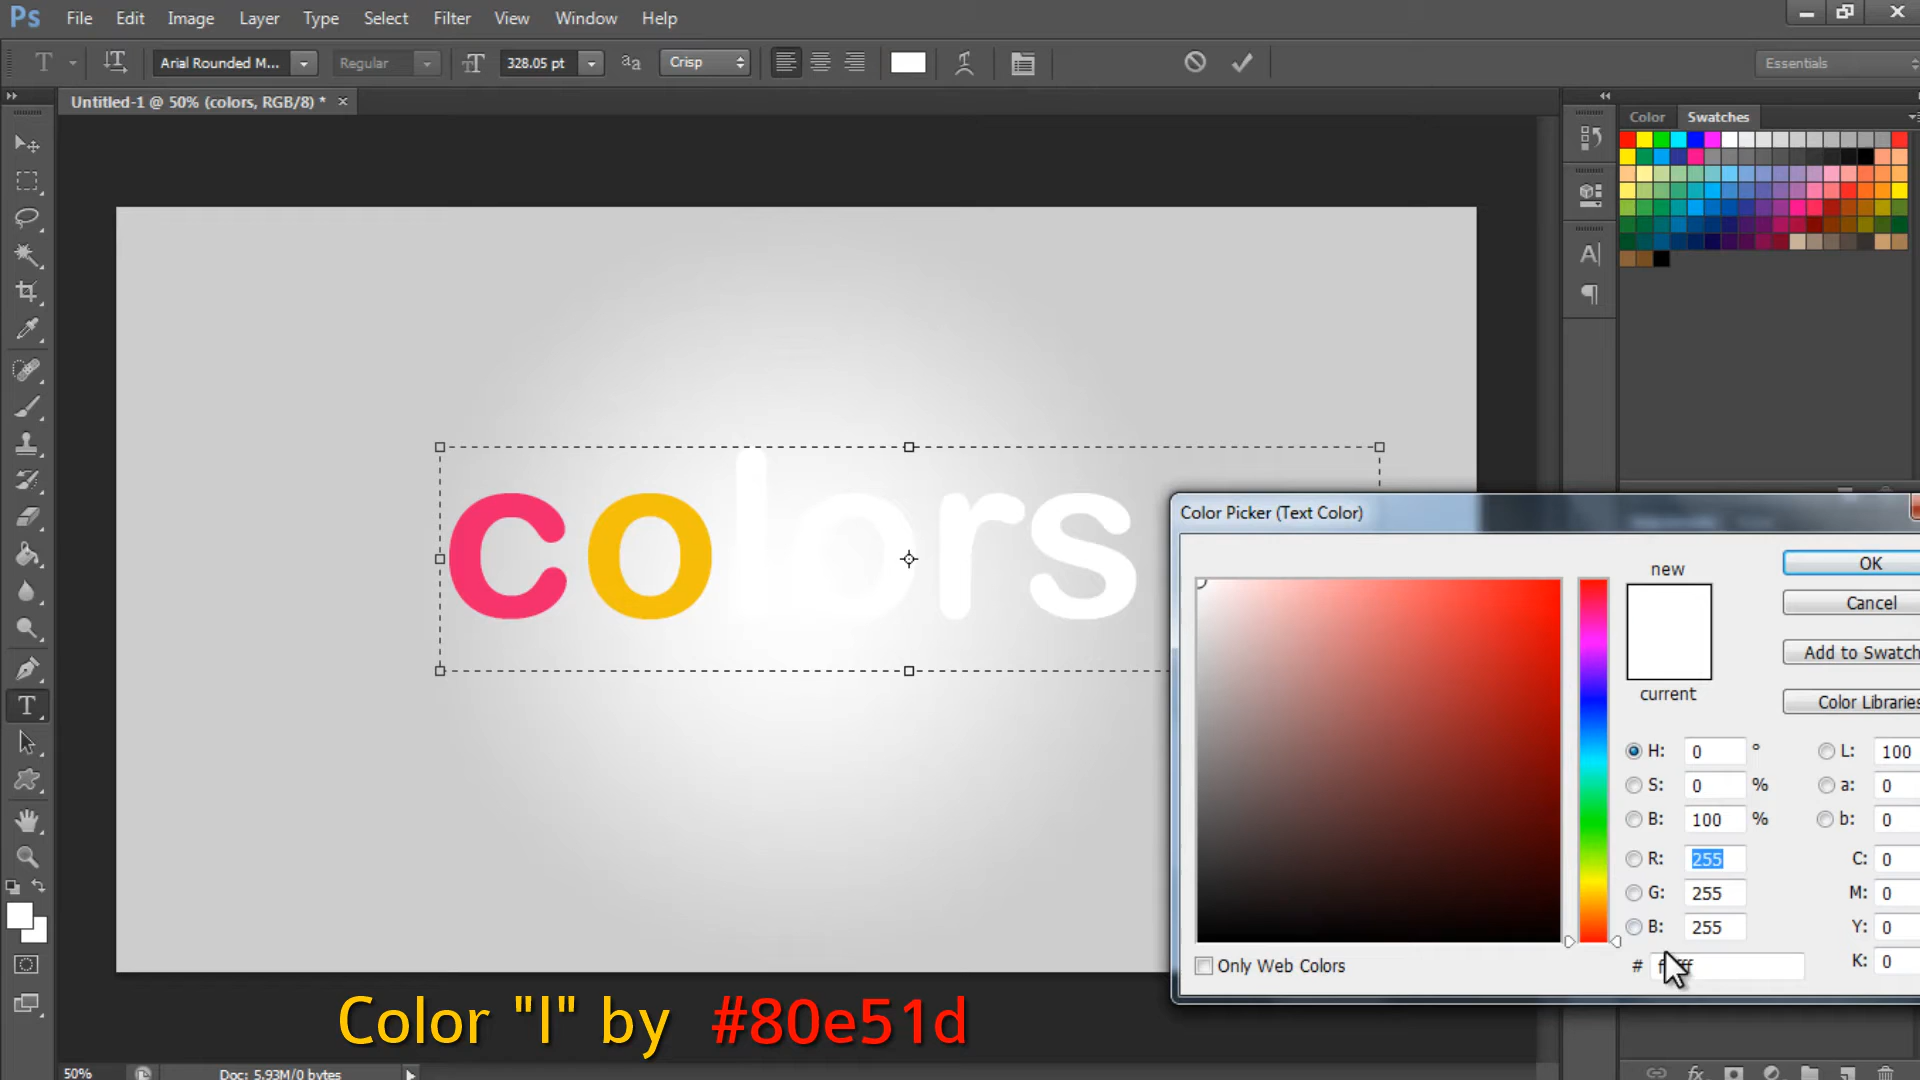 Ps File Edit Image Layer Type Select Filter View Window Help
T Arial Rounded M... Regular 328.05 pt aa Crisp Essentials
Untitled-1 @ 50% (colors, RGB/8) * ×
Color Swatches
colors
Color Picker (Text Color)
new
OK
Cancel
Add to Swatch
current
Color Libraries
H: 0 ° L: 100
S: 0 % a: 0
B: 100 % b: 0
R: 255 C: 0
G: 255 M: 0
B: 255 Y: 0
Only Web Colors # K: 0
Color "l" by #80e51d
50% Doc: 5.93M/0 bytes fx